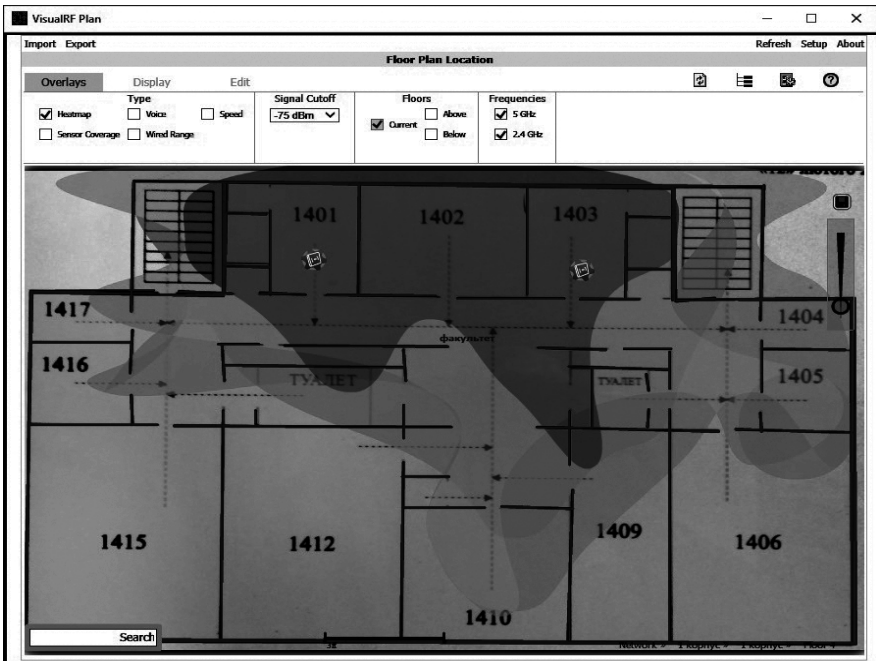 VisualRF Plan
Import Export
Refresh Setup About
Floor Plan Location
Overlays Display Edit
Type
Signal Cutoff
Floors
Frequencies
Heatmap Voice Speed
Sensor Coverage Wired Range
-75 dBm
Current Above Below
5 GHz
2.4 GHz
1401
1402
1403
1417
1404
факультет
1416
ТУАЛЕТ
ТУАЛЕТ
1405
1415
1412
1409
1406
1410
Search